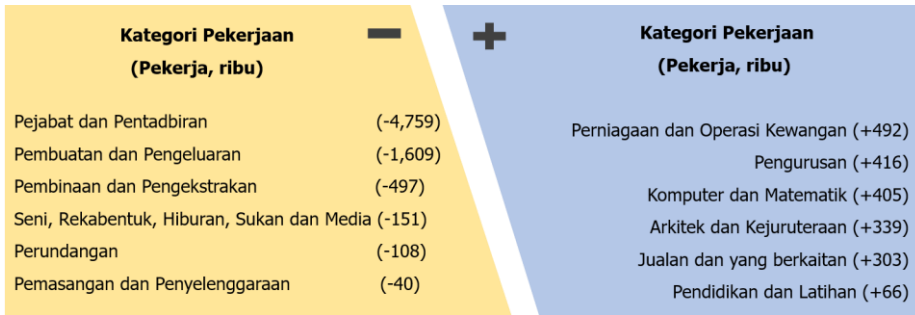 Kategori Pekerjaan
(Pekerja, ribu)
Pejabat dan Pentadbiran (-4,759)
Pembuatan dan Pengeluaran (-1,609)
Pembinaan dan Pengekstrakan (-497)
Seni, Rekabentuk, Hiburan, Sukan dan Media (-151)
Perundangan (-108)
Pemasangan dan Penyelenggaraan (-40)
Kategori Pekerjaan
(Pekerja, ribu)
Perniagaan dan Operasi Kewangan (+492)
Pengurusan (+416)
Komputer dan Matematik (+405)
Arkitek dan Kejuruteraan (+339)
Jualan dan yang berkaitan (+303)
Pendidikan dan Latihan (+66)